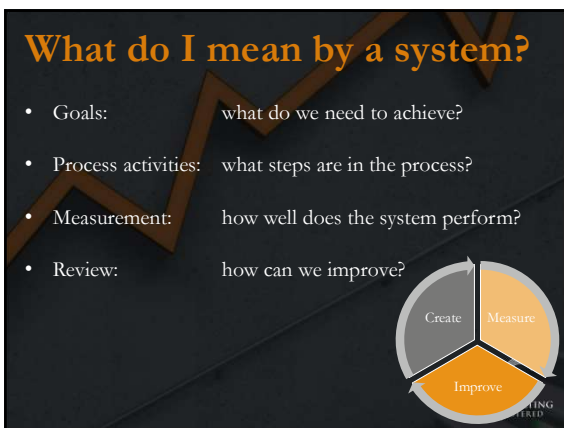 What do I mean by a system?
• Goals: what do we need to achieve?
• Process activities: what steps are in the process?
• Measurement: how well does the system perform?
• Review: how can we improve?
Create Measure
Improve